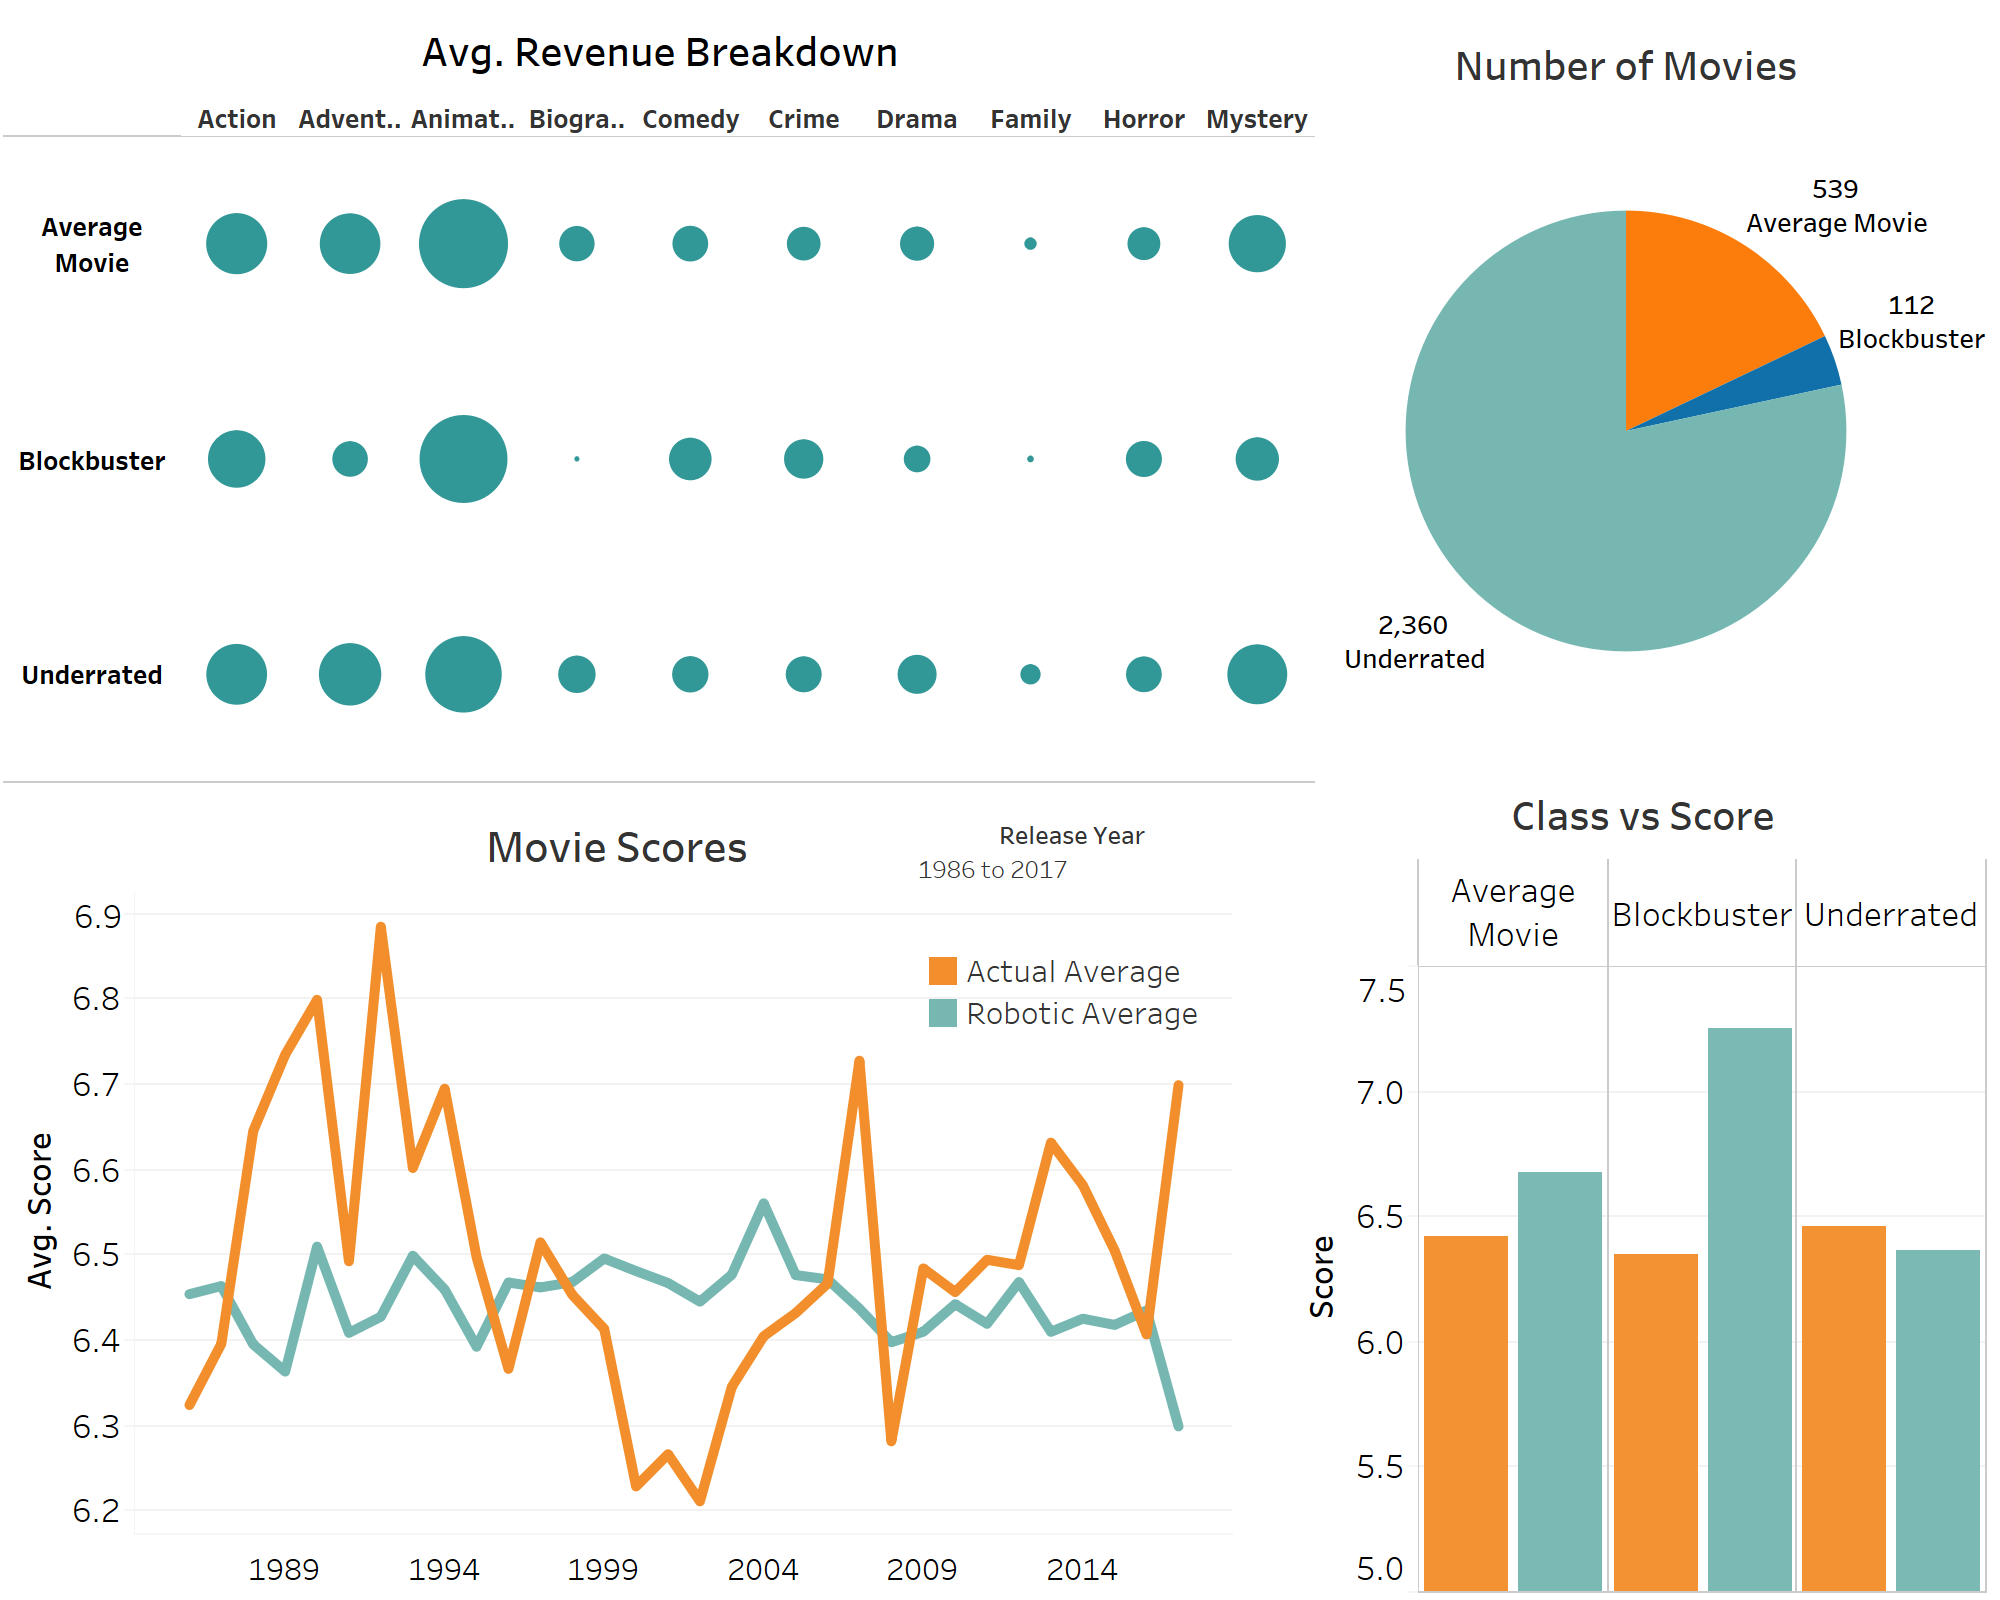 Avg. Revenue Breakdown
Action Advent.. Animat.. Biogra.. Comedy Crime Drama Family Horror Mystery
Average
Movie
Blockbuster
Underrated
Number of Movies
539
Average Movie
112
Blockbuster
2,360
Underrated
Movie Scores
Release Year
1986 to 2017
Actual Average
Robotic Average
Avg. Score
6.9
6.8
6.7
6.6
6.5
6.4
6.3
6.2
1989 1994 1999 2004 2009 2014
Class vs Score
Average
Movie
Blockbuster
Underrated
Score
7.5
7.0
6.5
6.0
5.5
5.0